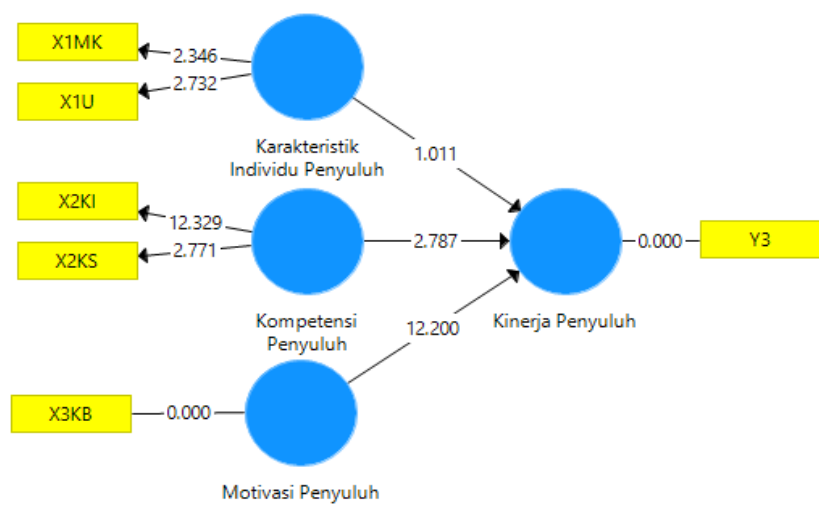 X1MK
2.346
2.732
X1U
Karakteristik
Individu Penyuluh
1.011
X2KI
12.329
2.771
X2KS
2.787
0.000
Y3
Kompetensi
Penyuluh
Kinerja Penyuluh
12.200
X3KB
0.000
Motivasi Penyuluh